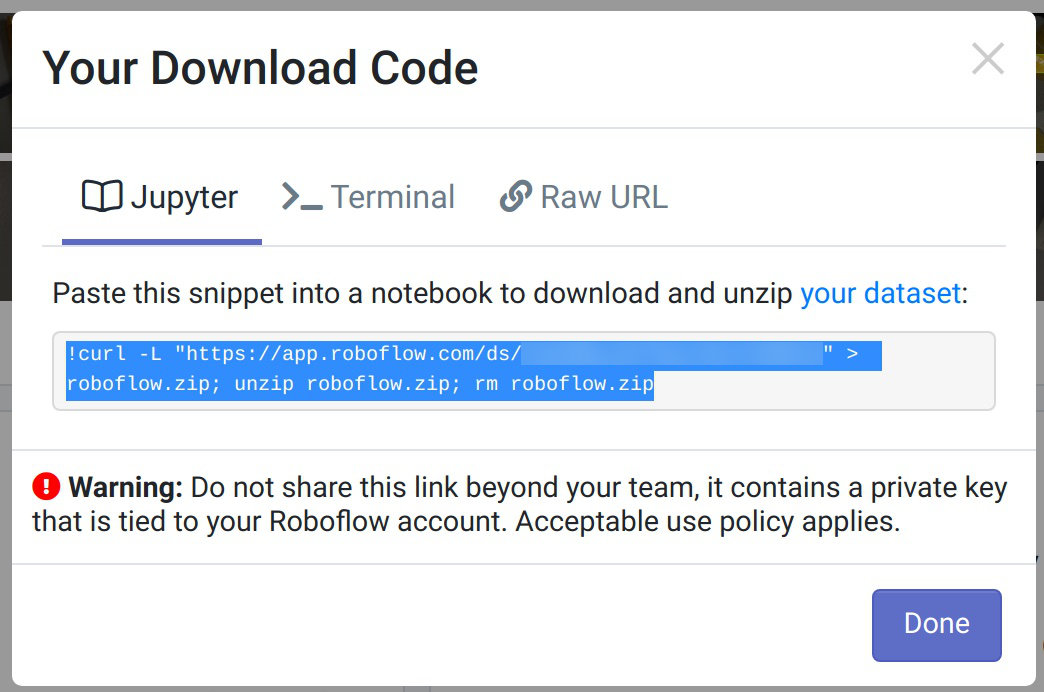 Your Download Code
Jupyter
Terminal
Raw URL
Paste this snippet into a notebook to download and unzip your dataset:
!curl -L "https://app.roboflow.com/ds/ " >
roboflow.zip; unzip roboflow.zip; rm roboflow.zip
Warning: Do not share this link beyond your team, it contains a private key
that is tied to your Roboflow account. Acceptable use policy applies.
Done